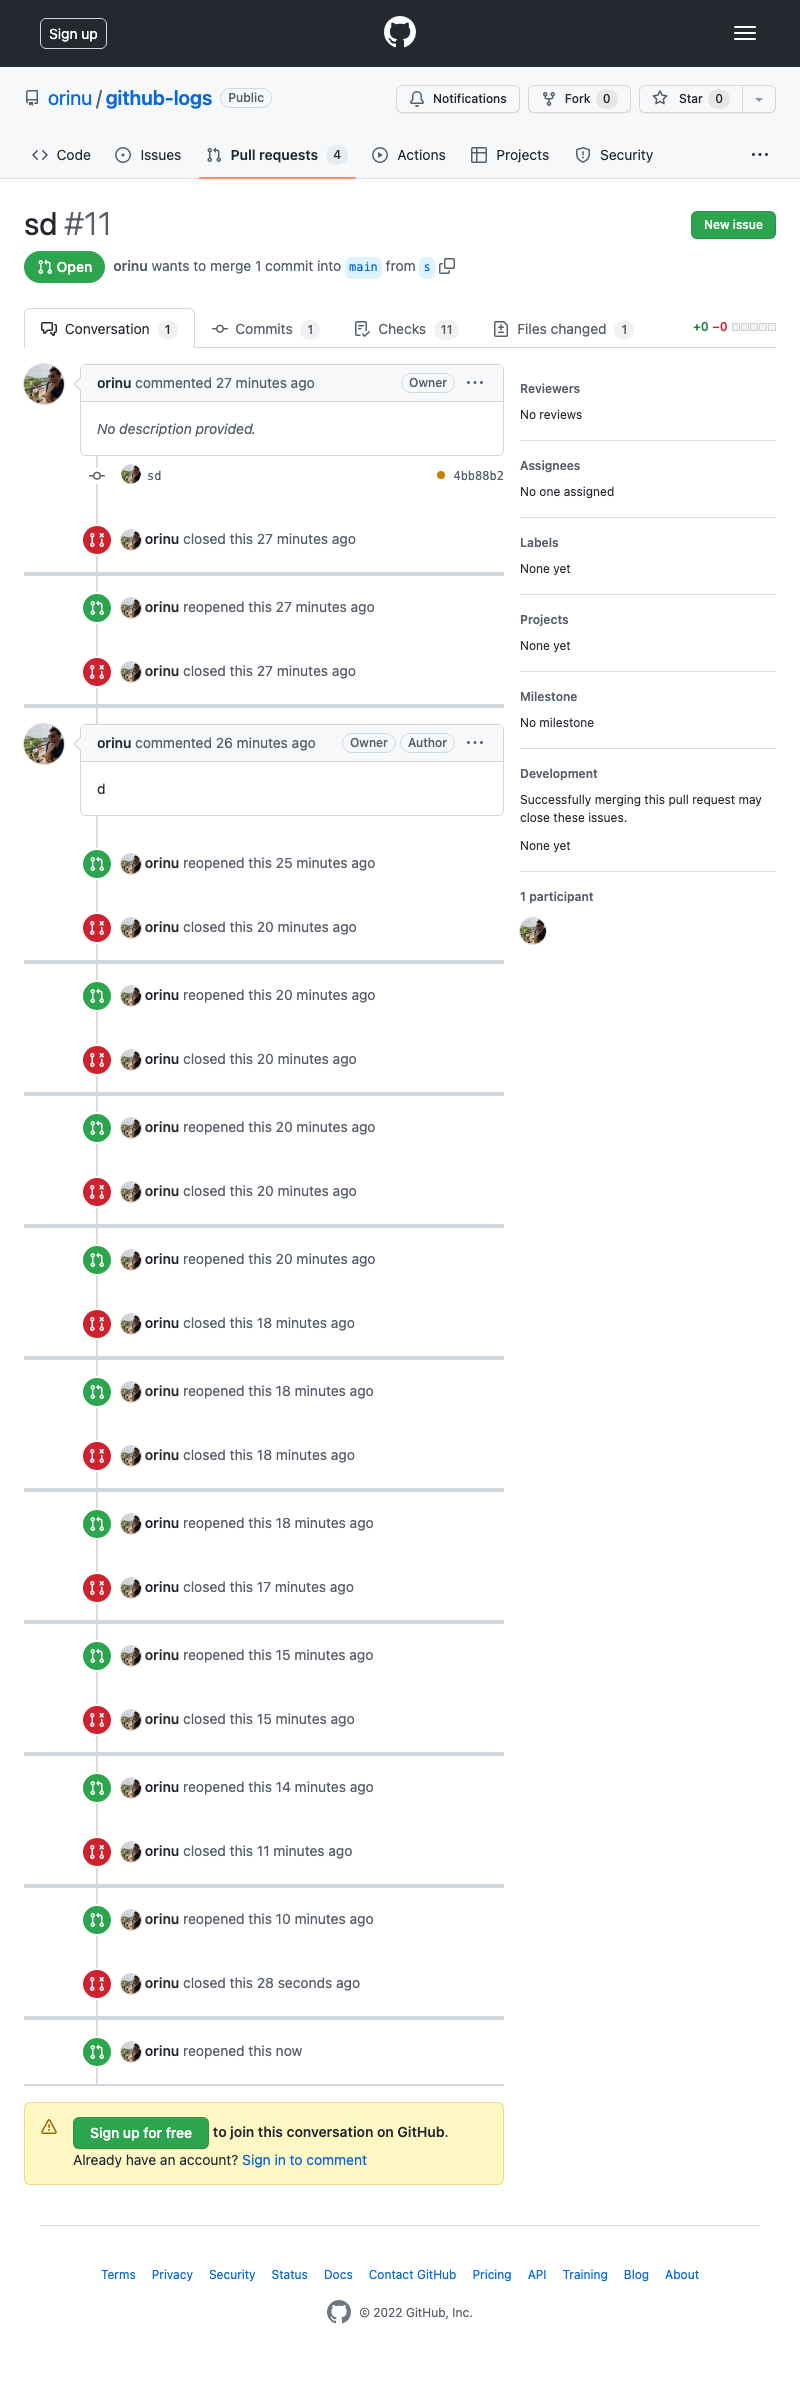 Sign up
orinu / github-logs Public
Notifications
Fork 0
Star 0
Code
Issues
Pull requests 4
Actions
Projects
Security
sd #11
New issue
Open
orinu wants to merge 1 commit into main from s
Conversation 1
Commits 1
Checks 11
Files changed 1
+0 −0
orinu commented 27 minutes ago
Owner
No description provided.
sd
4bb88b2
orinu closed this 27 minutes ago
orinu reopened this 27 minutes ago
orinu closed this 27 minutes ago
orinu commented 26 minutes ago
Owner
Author
d
orinu reopened this 25 minutes ago
orinu closed this 20 minutes ago
orinu reopened this 20 minutes ago
orinu closed this 20 minutes ago
orinu reopened this 20 minutes ago
orinu closed this 20 minutes ago
orinu reopened this 20 minutes ago
orinu closed this 18 minutes ago
orinu reopened this 18 minutes ago
orinu closed this 18 minutes ago
orinu reopened this 18 minutes ago
orinu closed this 17 minutes ago
orinu reopened this 15 minutes ago
orinu closed this 15 minutes ago
orinu reopened this 14 minutes ago
orinu closed this 11 minutes ago
orinu reopened this 10 minutes ago
orinu closed this 28 seconds ago
orinu reopened this now
Sign up for free to join this conversation on GitHub.
Already have an account? Sign in to comment
Reviewers
No reviews
Assignees
No one assigned
Labels
None yet
Projects
None yet
Milestone
No milestone
Development
Successfully merging this pull request may
close these issues.
None yet
1 participant
Terms
Privacy
Security
Status
Docs
Contact GitHub
Pricing
API
Training
Blog
About
© 2022 GitHub, Inc.